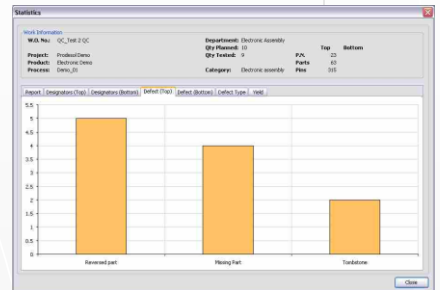 Statistics
Work Information
W.O. No.: QC_Test 2 QC Department: Electronic Assembly
Qty Planned: 10 Top Bottom
Project: Prodesol Demo Qty Tested: 9 P.N. 23
Product: Electronic Demo Parts 63
Process: Demo_01 Category: Electronic assembly Pins 315
Report Designators (Top) Designators (Bottom) Defect (Top) Defect (Bottom) Defect Type Yield
5.5
5
4.5
4
3.5
3
2.5
2
1.5
1
0.5
0
Reversed part Missing Part Tombstone
Close